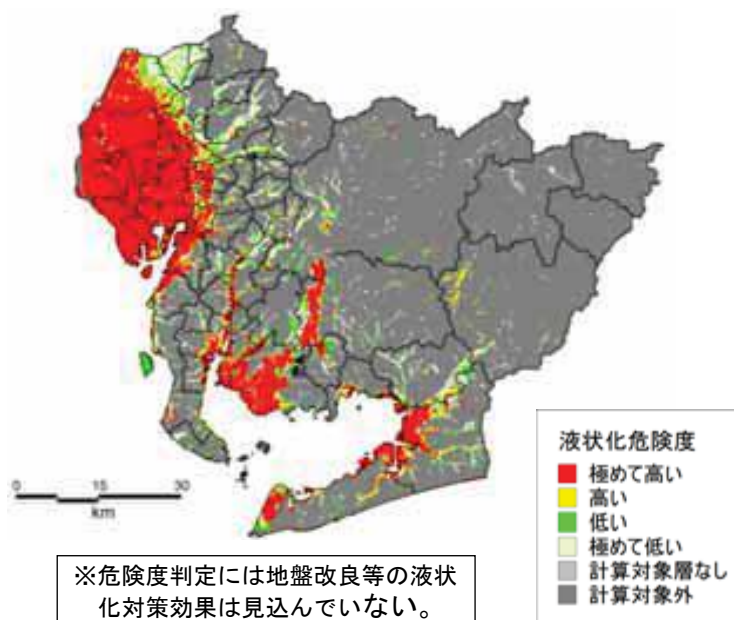 0 15 30
km
液状化危険度
極めて高い
高い
低い
極めて低い
計算対象層なし
計算対象外
※危険度判定には地盤改良等の液状
化対策効果は見込んでいない。